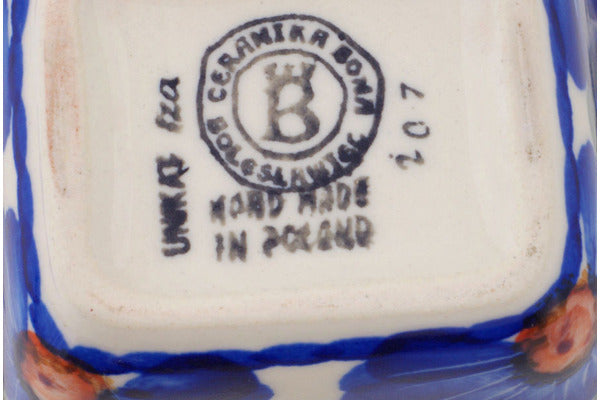 CERAMIKA BONA
B
BOLESŁAWIEC
HAND MADE
IN POLAND
UNIKAT Iza
207